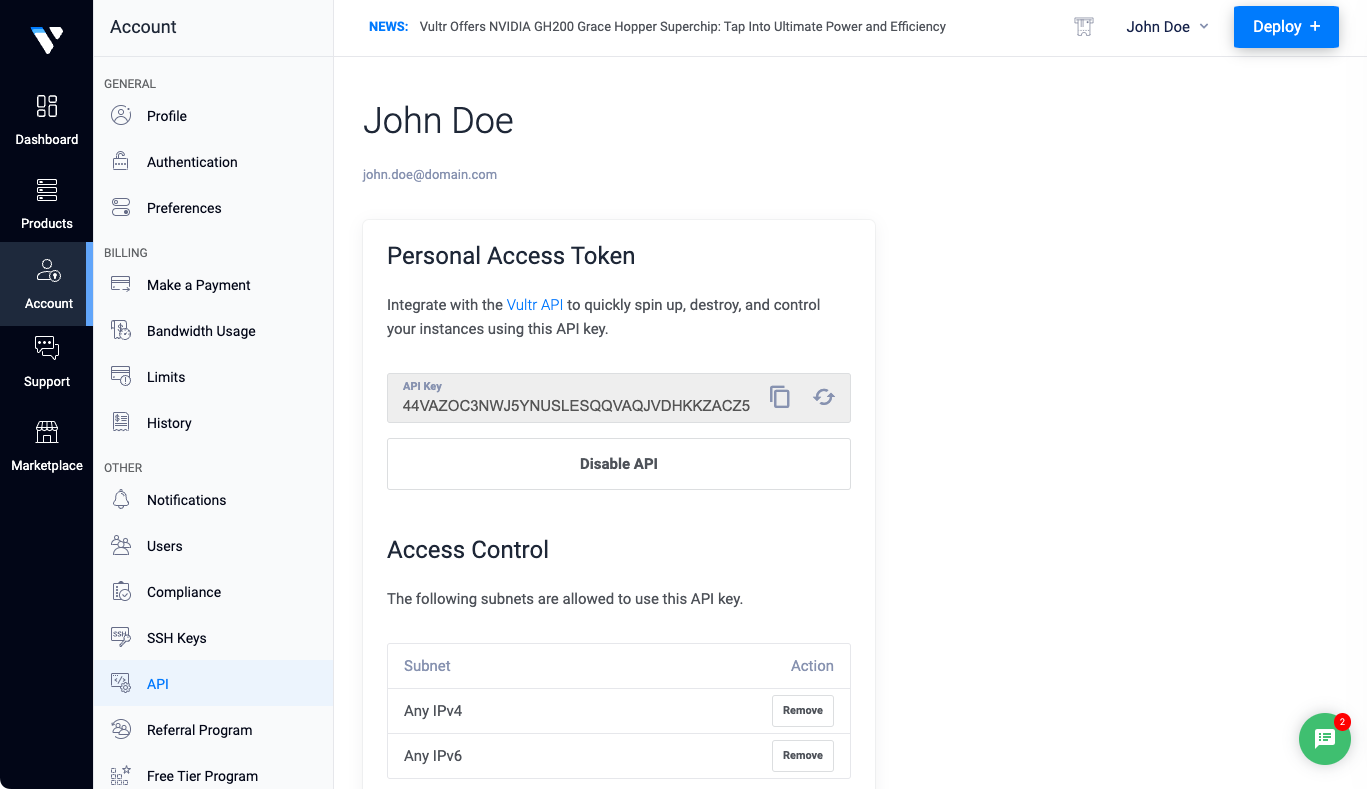 Account
NEWS: Vultr Offers NVIDIA GH200 Grace Hopper Superchip: Tap Into Ultimate Power and Efficiency
John Doe
Deploy +
Dashboard
Products
Account
Support
Marketplace
GENERAL
Profile
Authentication
Preferences
BILLING
Make a Payment
Bandwidth Usage
Limits
History
OTHER
Notifications
Users
Compliance
SSH
SSH Keys
API
Referral Program
Free Tier Program
John Doe
john.doe@domain.com
Personal Access Token
Integrate with the Vultr API to quickly spin up, destroy, and control
your instances using this API key.
API Key
44VAZOC3NWJ5YNUSLESQQVAQJVDHKKZACZ5
Disable API
Access Control
The following subnets are allowed to use this API key.
Subnet Action
Any IPv4 Remove
Any IPv6 Remove
2